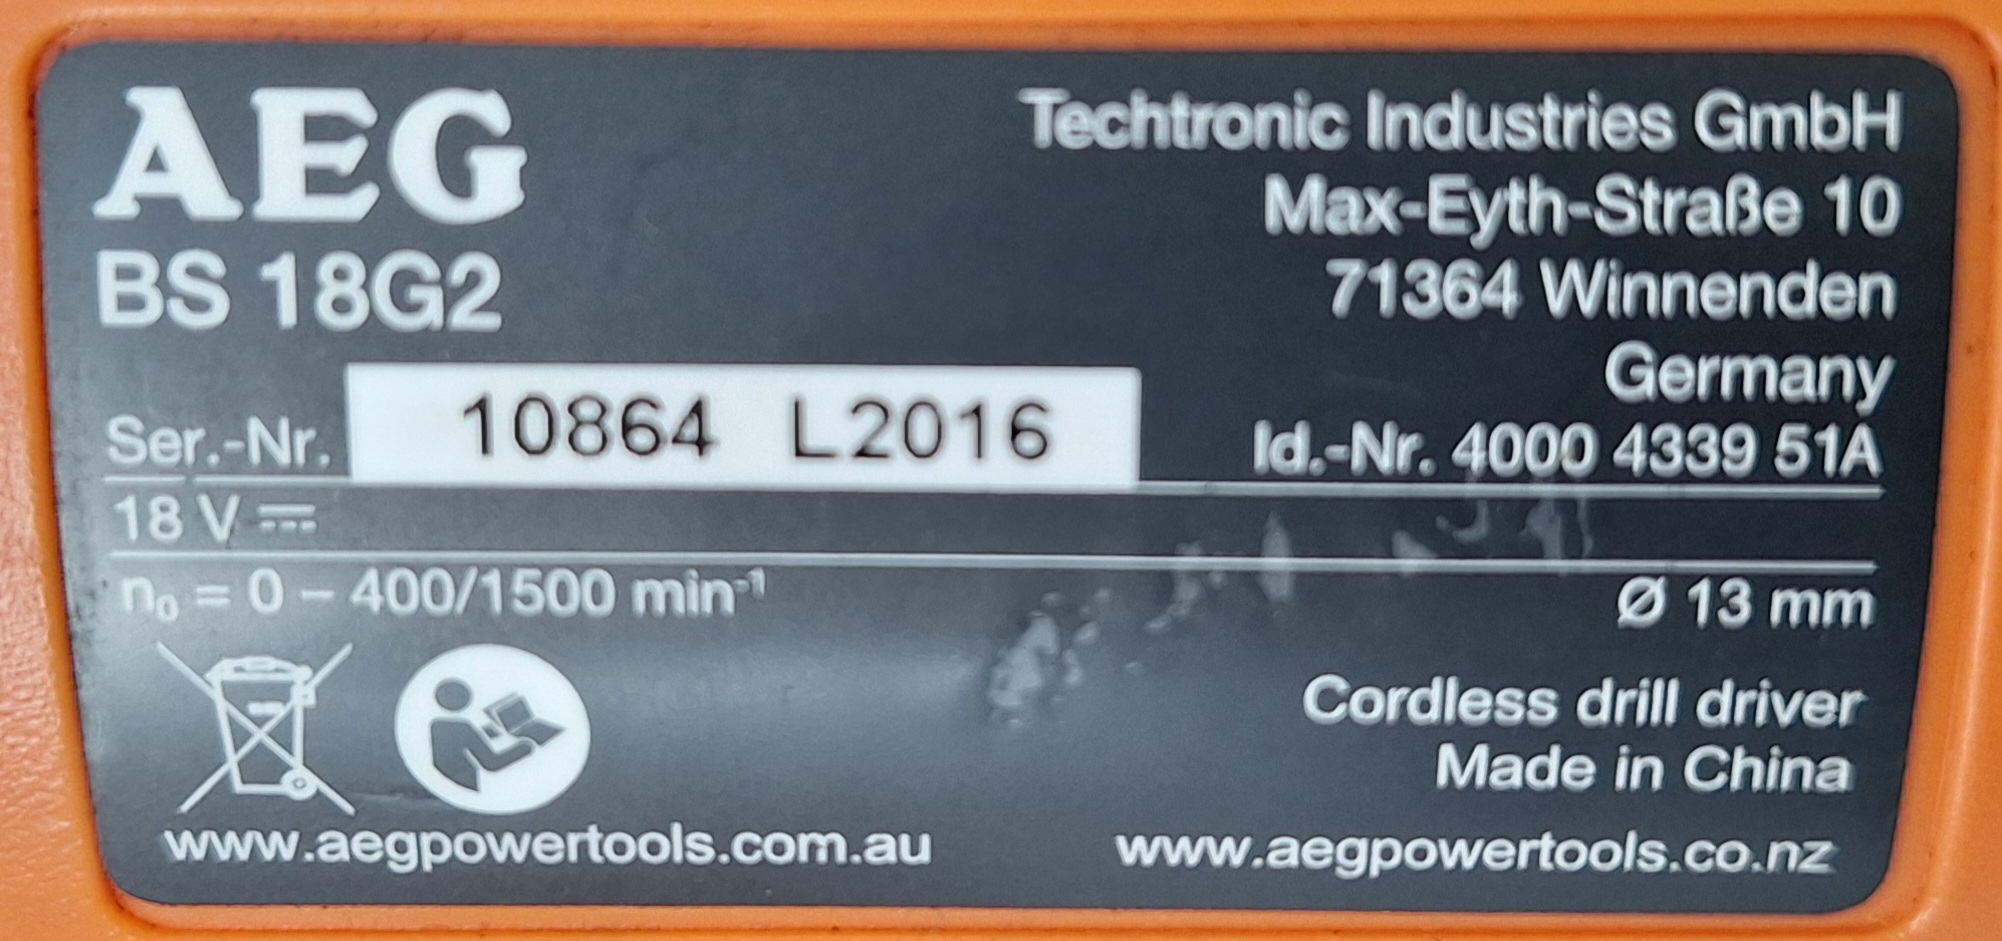 AEG
BS 18G2
Techtronic Industries GmbH
Max-Eyth-Straße 10
71364 Winnenden
Germany
Ser.-Nr. 10864 L2016
Id.-Nr. 4000 4339 51A
18 V ⎓
n₀ = 0 – 400/1500 min⁻¹
Ø 13 mm
Cordless drill driver
Made in China
www.aegpowertools.com.au
www.aegpowertools.co.nz